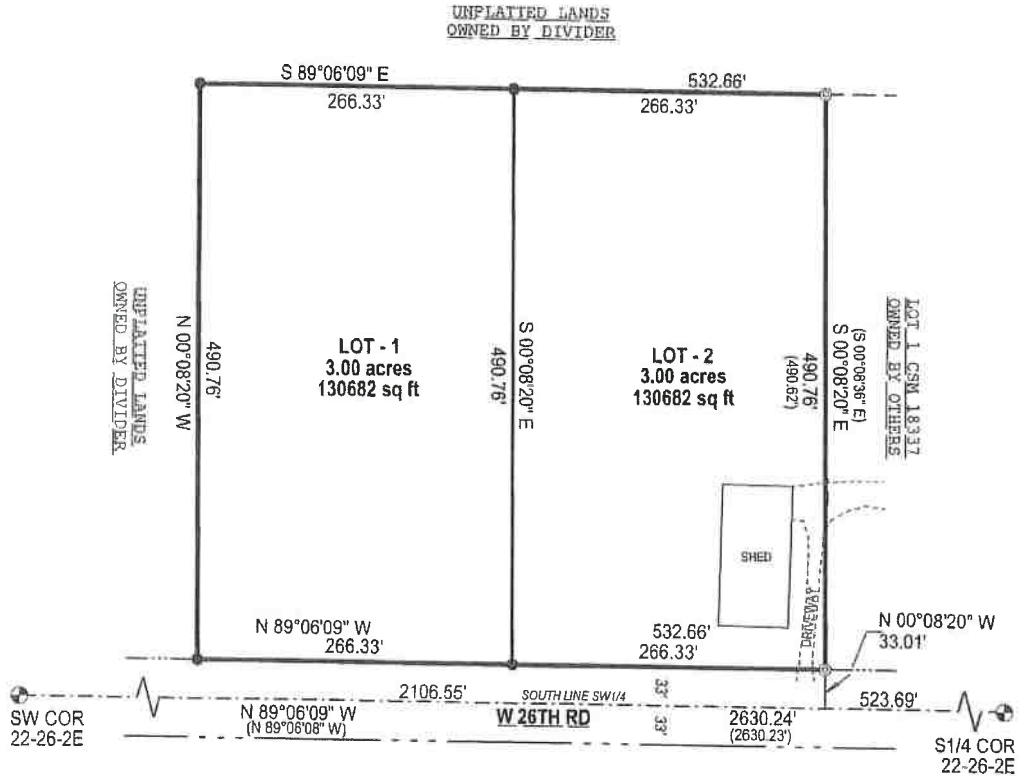 UNPLATTED LANDS
OWNED BY DIVIDER
S 89°06'09" E
266.33'
532.66'
266.33'
UNPLATTED LANDS
OWNED BY DIVIDER
N 00°08'20" W
490.76'
LOT - 1
3.00 acres
130682 sq ft
490.76'
S 00°08'20" E
LOT - 2
3.00 acres
130682 sq ft
490.76'
(490.62')
(S 00°08'36" E)
S 00°08'20" E
LOT 1 CSM 18337
OWNED BY OTHERS
SHED
DRIVEWAY
N 00°08'20" W
33.01'
N 89°06'09" W
266.33'
532.66'
266.33'
2106.55'
SOUTH LINE SW1/4
33'
523.69'
SW COR
22-26-2E
N 89°06'09" W
(N 89°06'08" W)
W 26TH RD
33'
2630.24'
(2630.23')
S1/4 COR
22-26-2E